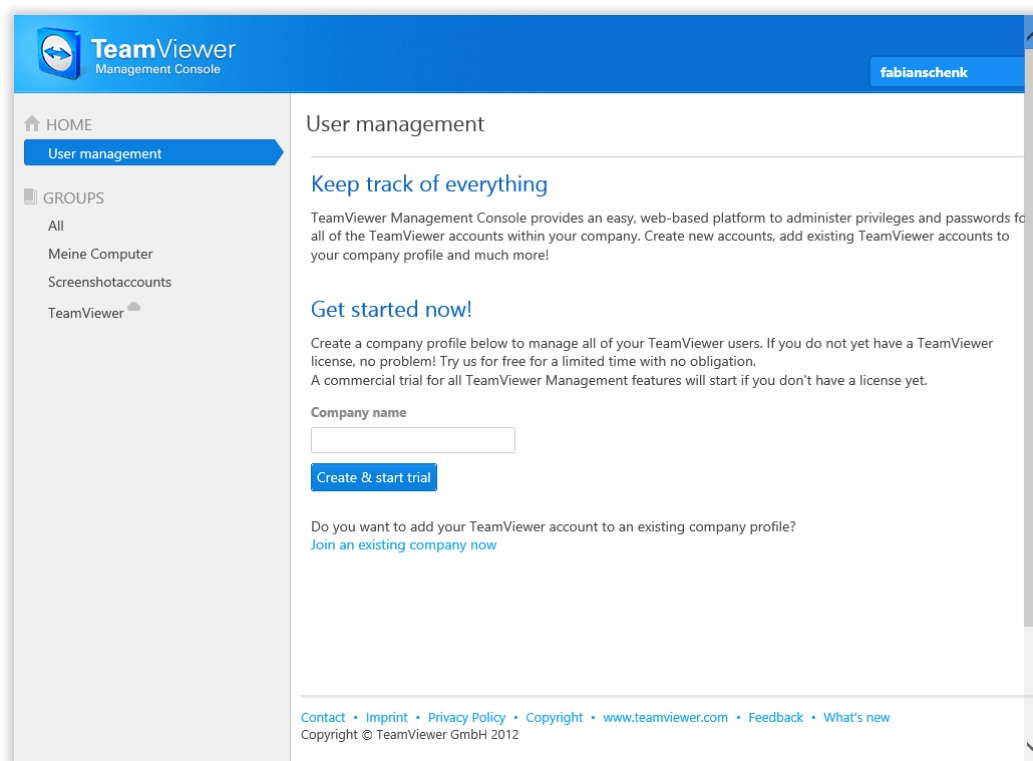 TeamViewer
Management Console
fabianschenk
HOME
User management
GROUPS
All
Meine Computer
Screenshotaccounts
TeamViewer
User management
Keep track of everything
TeamViewer Management Console provides an easy, web-based platform to administer privileges and passwords
all of the TeamViewer accounts within your company. Create new accounts, add existing TeamViewer accounts to
your company profile and much more!
Get started now!
Create a company profile below to manage all of your TeamViewer users. If you do not yet have a TeamViewer
license, no problem! Try us for free for a limited time with no obligation.
A commercial trial for all TeamViewer Management features will start if you don't have a license yet.
Company name
Create & start trial
Do you want to add your TeamViewer account to an existing company profile?
Join an existing company now
Contact • Imprint • Privacy Policy • Copyright • www.teamviewer.com • Feedback • What's new
Copyright © TeamViewer GmbH 2012